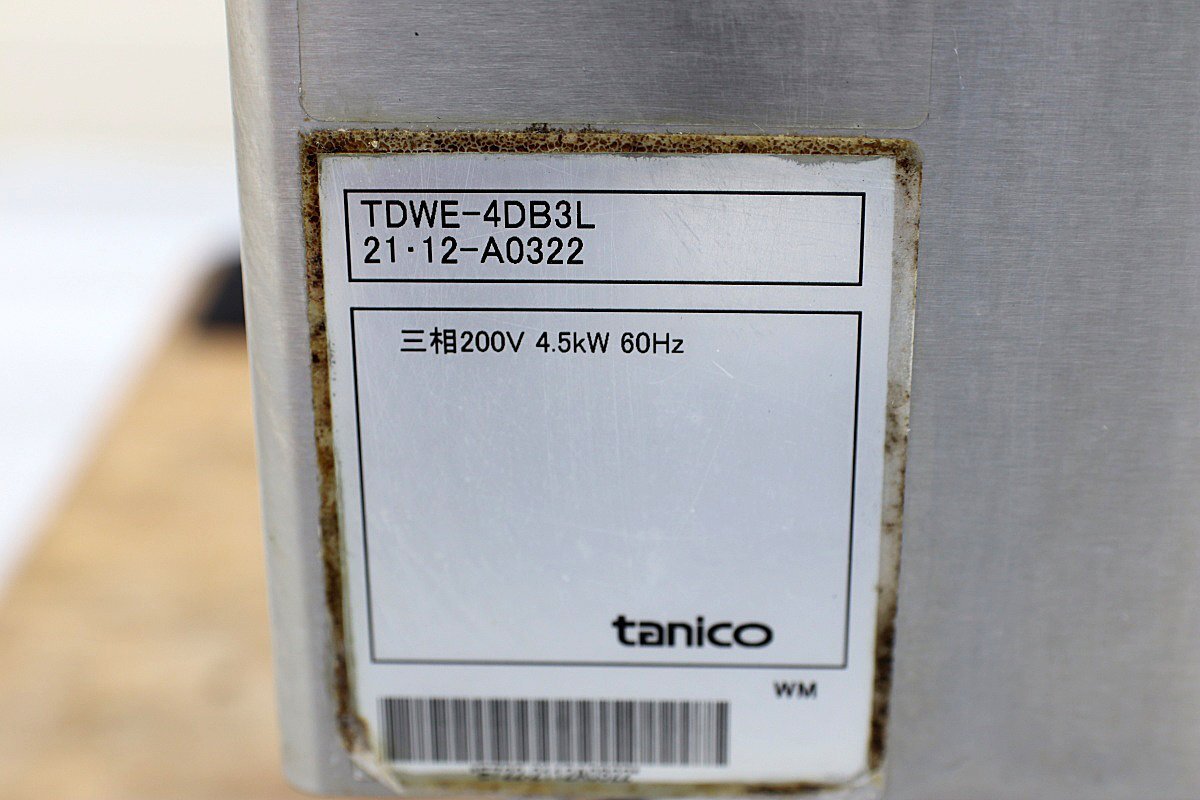 TDWE-4DB3L
21･12-A0322
三相200V 4.5kW 60Hz
tanico
WM